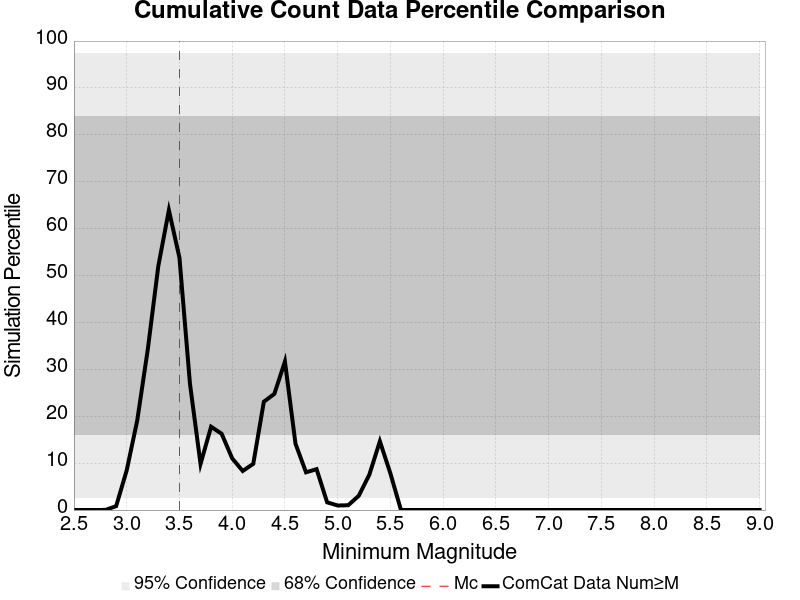 Cumulative Count Data Percentile Comparison
100
90
80
70
60
50
40
30
20
10
0
Simulation Percentile
2.5 3.0 3.5 4.0 4.5 5.0 5.5 6.0 6.5 7.0 7.5 8.0 8.5 9.0
Minimum Magnitude
95% Confidence 68% Confidence Mc ComCat Data Num≥M